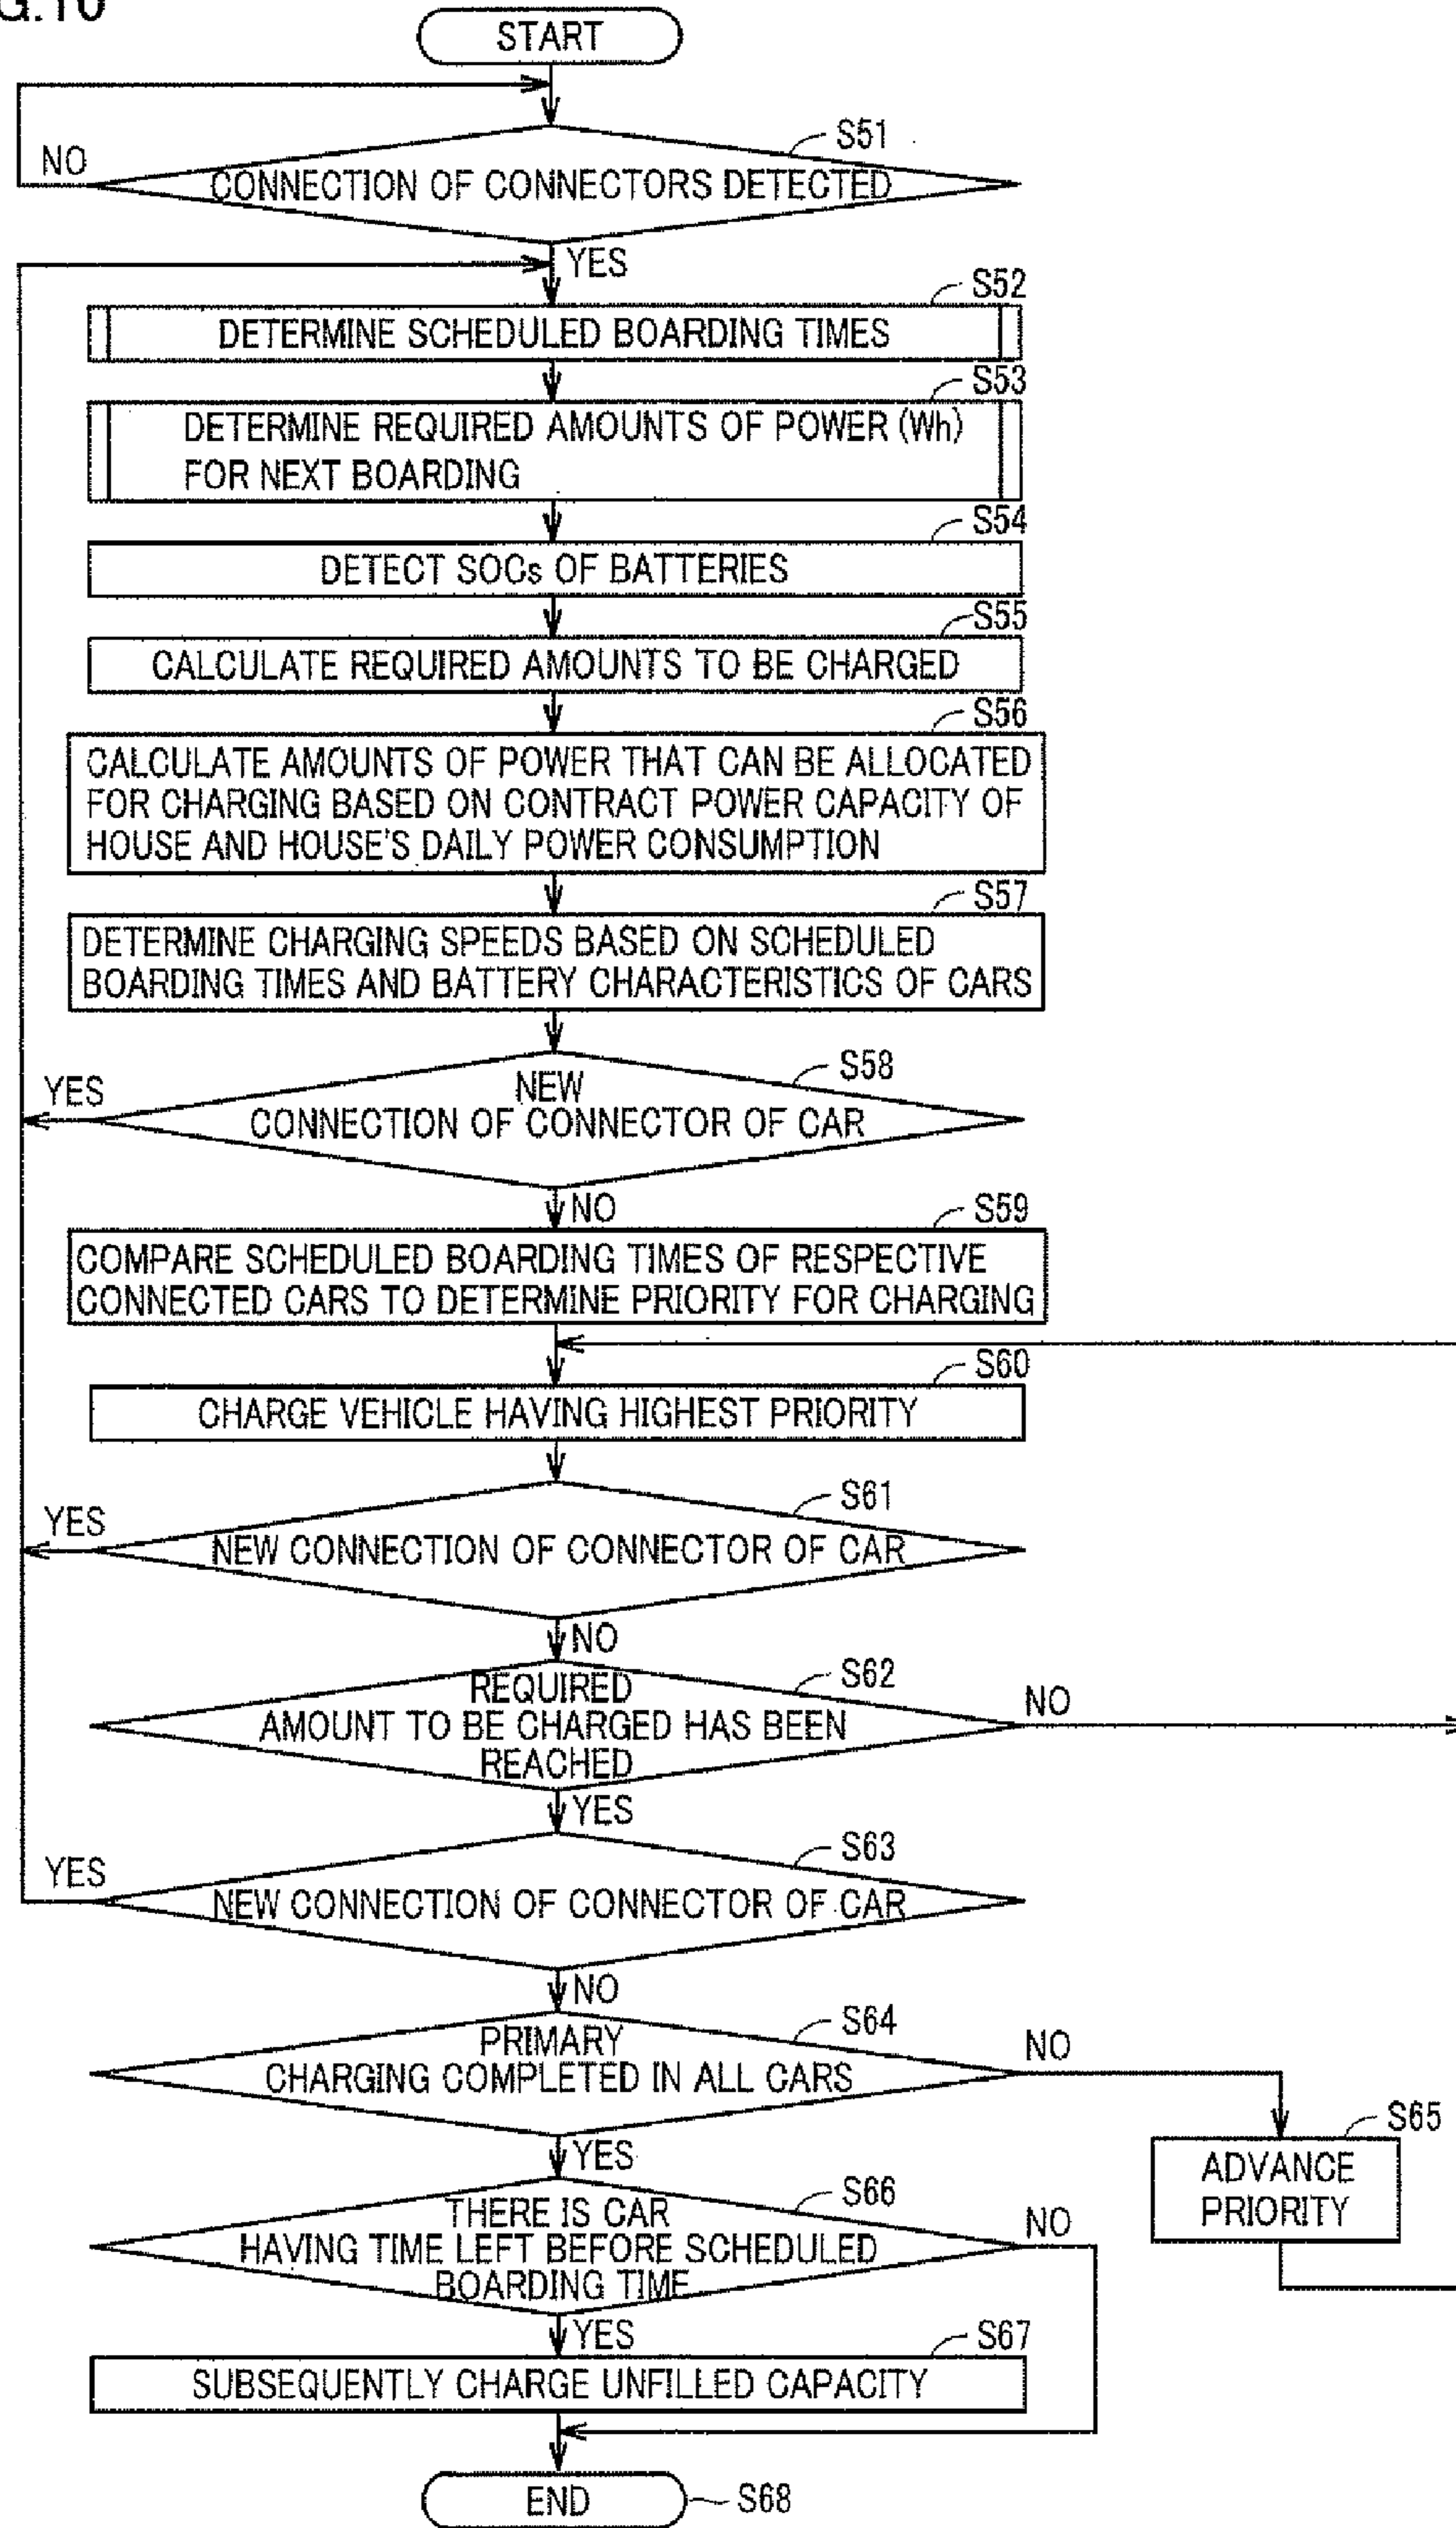 G.10
START
S51
NO
CONNECTION OF CONNECTORS DETECTED
YES
S52
DETERMINE SCHEDULED BOARDING TIMES
S53
DETERMINE REQUIRED AMOUNTS OF POWER (Wh)
FOR NEXT BOARDING
S54
DETECT SOCs OF BATTERIES
S55
CALCULATE REQUIRED AMOUNTS TO BE CHARGED
S56
CALCULATE AMOUNTS OF POWER THAT CAN BE ALLOCATED
FOR CHARGING BASED ON CONTRACT POWER CAPACITY OF
HOUSE AND HOUSE'S DAILY POWER CONSUMPTION
S57
DETERMINE CHARGING SPEEDS BASED ON SCHEDULED
BOARDING TIMES AND BATTERY CHARACTERISTICS OF CARS
S58
YES
NEW
CONNECTION OF CONNECTOR OF CAR
NO
S59
COMPARE SCHEDULED BOARDING TIMES OF RESPECTIVE
CONNECTED CARS TO DETERMINE PRIORITY FOR CHARGING
S60
CHARGE VEHICLE HAVING HIGHEST PRIORITY
S61
YES
NEW CONNECTION OF CONNECTOR OF CAR
NO
S62
REQUIRED
AMOUNT TO BE CHARGED HAS BEEN
REACHED
NO
YES
S63
YES
NEW CONNECTION OF CONNECTOR OF CAR
NO
S64
PRIMARY
CHARGING COMPLETED IN ALL CARS
NO
S65
ADVANCE
PRIORITY
YES
S66
THERE IS CAR
HAVING TIME LEFT BEFORE SCHEDULED
BOARDING TIME
NO
YES
S67
SUBSEQUENTLY CHARGE UNFILLED CAPACITY
END
S68